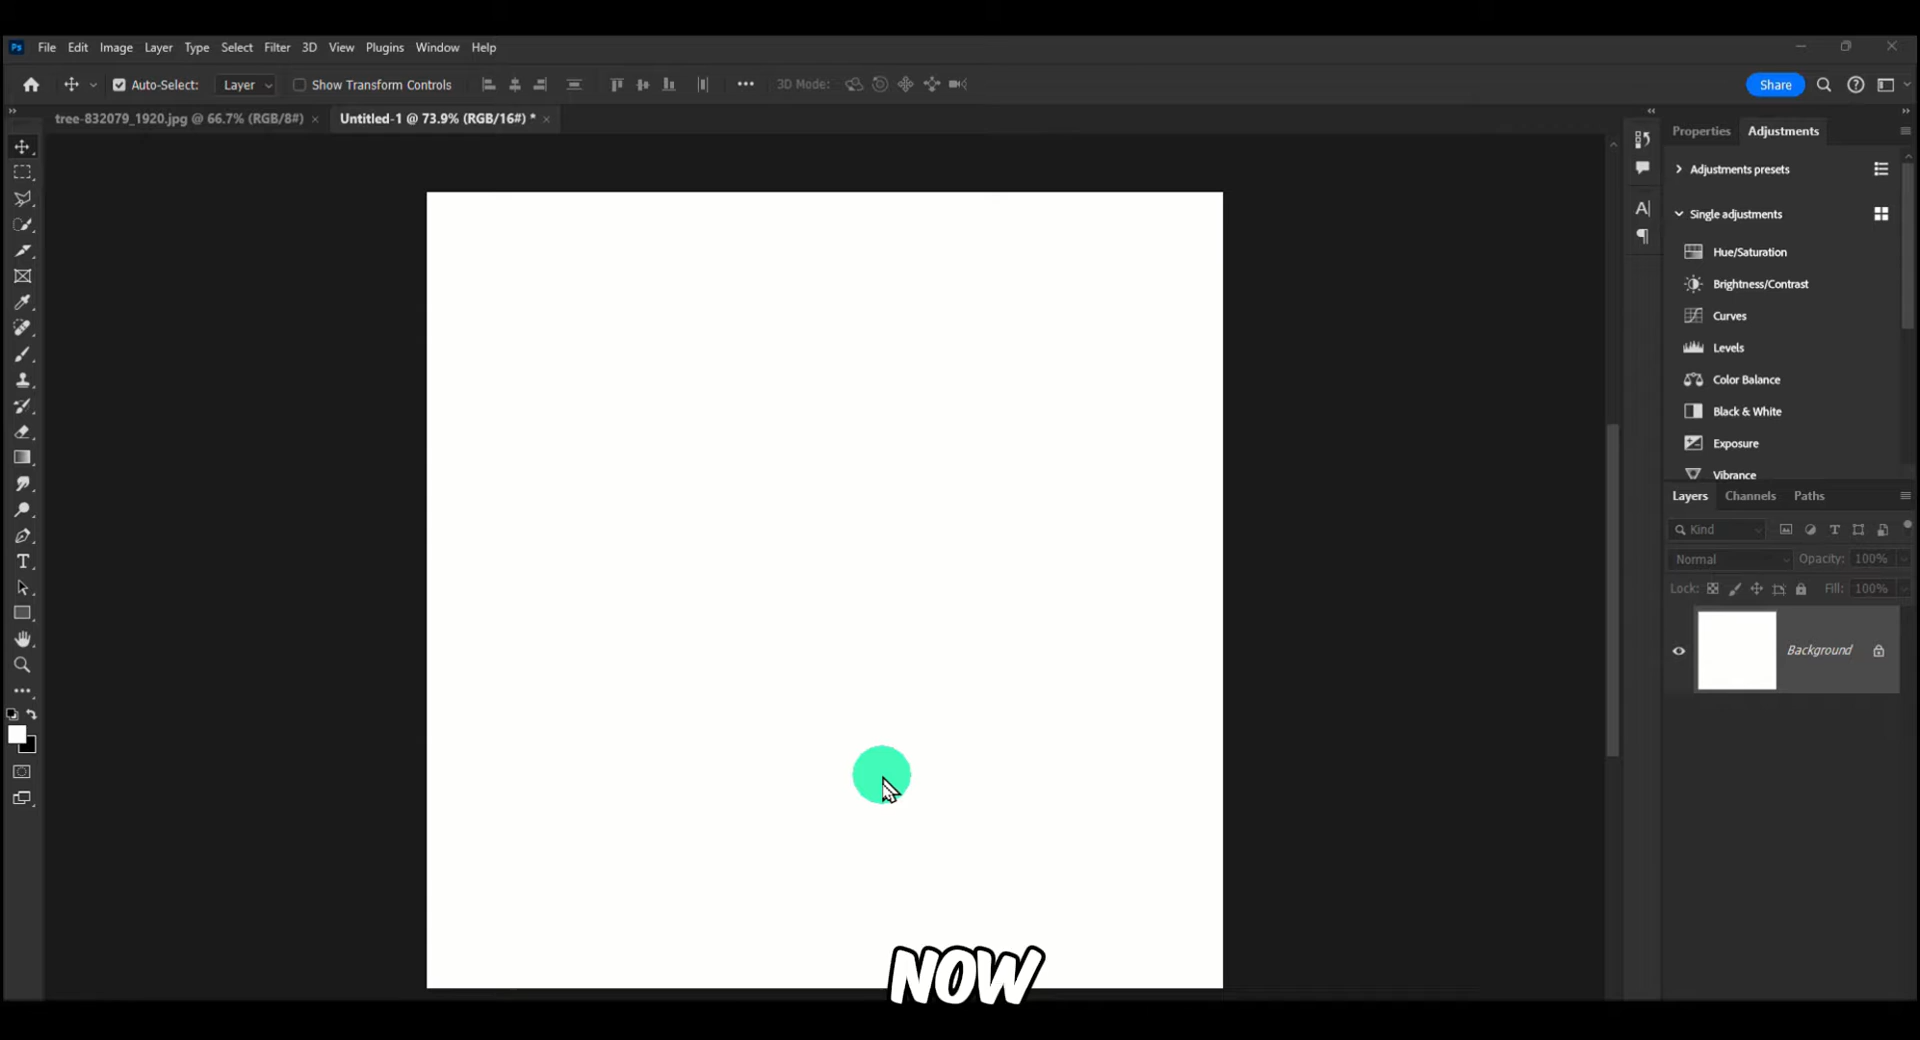 Ps File Edit Image Layer Type Select Filter 3D View Plugins Window Help
Auto-Select: Layer Show Transform Controls 3D Mode: Share
tree-832079_1920.jpg @ 66.7% (RGB/8#) × Untitled-1 @ 73.9% (RGB/16#) * ×
Properties Adjustments
Adjustments presets
Single adjustments
Hue/Saturation
Brightness/Contrast
Curves
Levels
Color Balance
Black & White
Exposure
Vibrance
Layers Channels Paths
Kind
Normal Opacity: 100%
Lock: Fill: 100%
Background
NOW